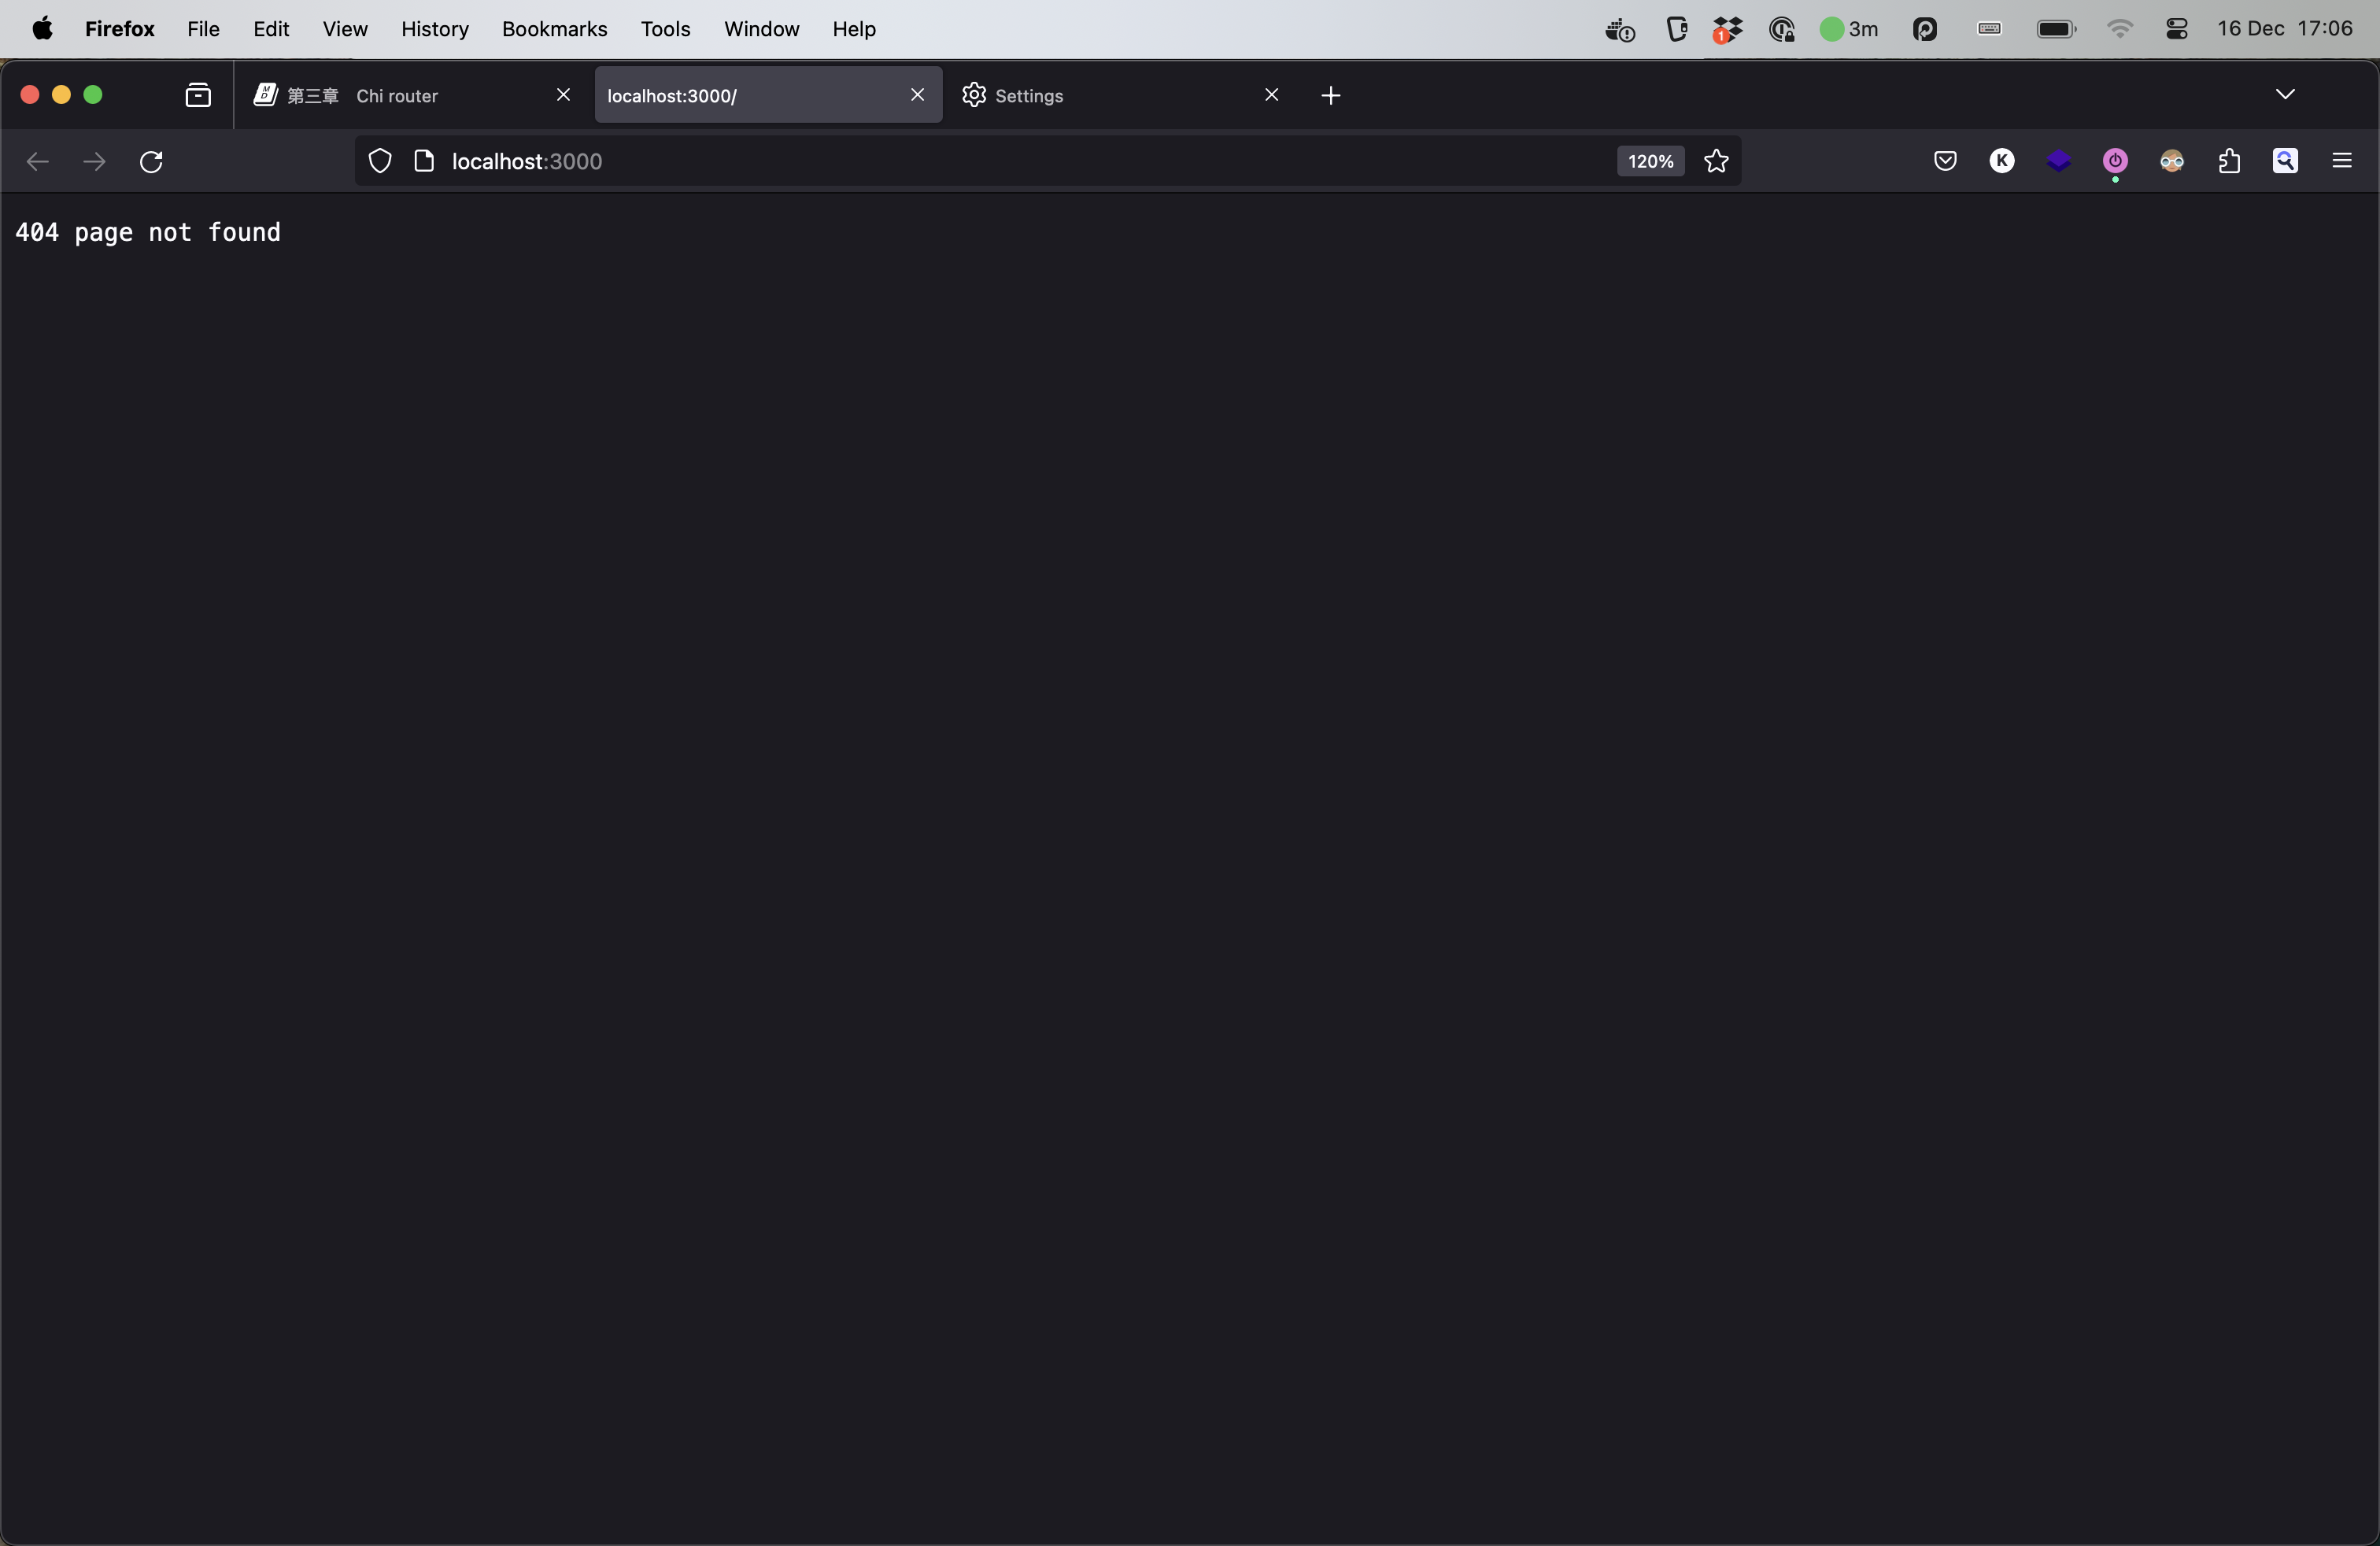 Firefox File Edit View History Bookmarks Tools Window Help 1 3m 16 Dec 17:06
第三章 Chi router localhost:3000/ Settings
localhost:3000 120% K
404 page not found